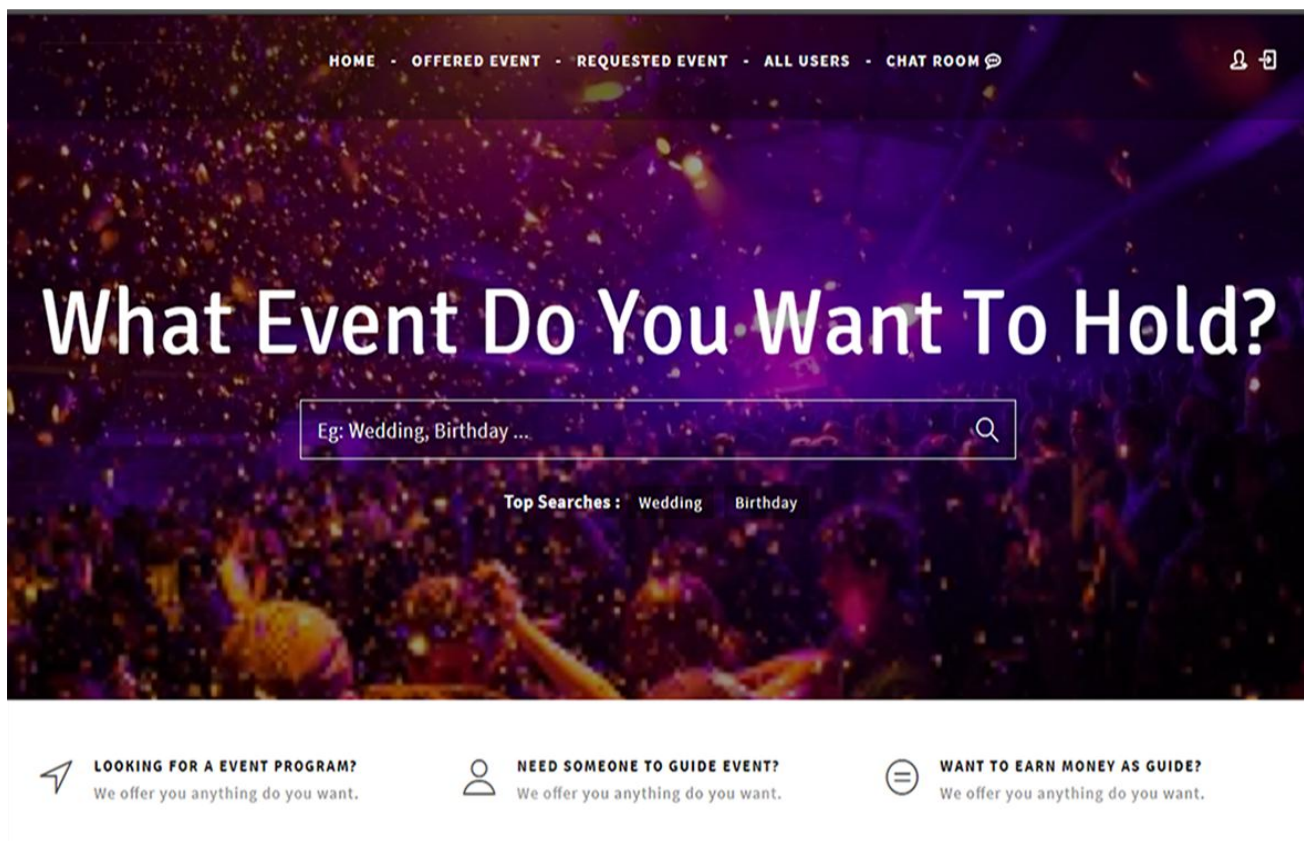 HOME - OFFERED EVENT - REQUESTED EVENT - ALL USERS - CHAT ROOM
What Event Do You Want To Hold?
Eg: Wedding, Birthday ...
Top Searches : Wedding Birthday
LOOKING FOR A EVENT PROGRAM?
We offer you anything do you want.
NEED SOMEONE TO GUIDE EVENT?
We offer you anything do you want.
WANT TO EARN MONEY AS GUIDE?
We offer you anything do you want.